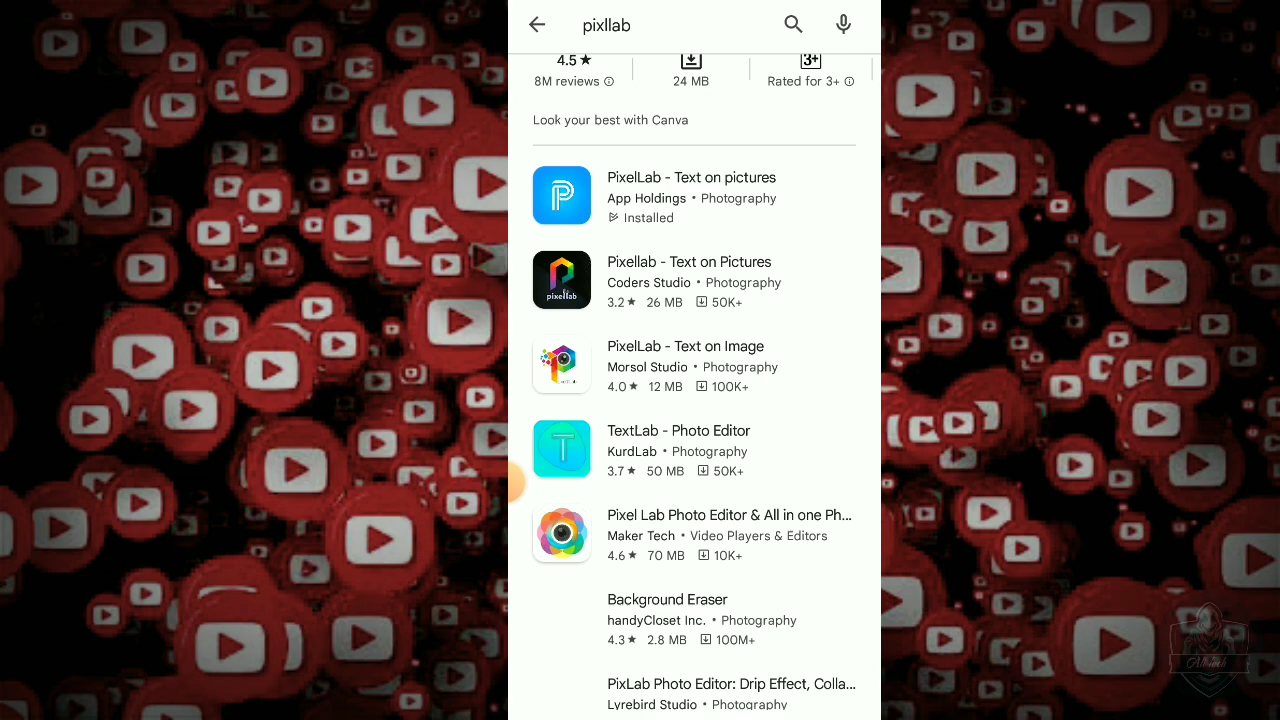 pixllab
4.5 ★
3+
8M reviews
24 MB
Rated for 3+
Look your best with Canva
PixelLab - Text on pictures
App Holdings • Photography
Installed
Pixellab - Text on Pictures
Coders Studio • Photography
3.2 ★ 26 MB 50K+
pixellab
PixelLab - Text on Image
Morsol Studio • Photography
4.0 ★ 12 MB 100K+
TextLab - Photo Editor
KurdLab • Photography
3.7 ★ 50 MB 50K+
Pixel Lab Photo Editor & All in one Ph...
Maker Tech • Video Players & Editors
4.6 ★ 70 MB 10K+
Background Eraser
handyCloset Inc. • Photography
4.3 ★ 2.8 MB 100M+
PixLab Photo Editor: Drip Effect, Colla...
Lyrebird Studio • Photography